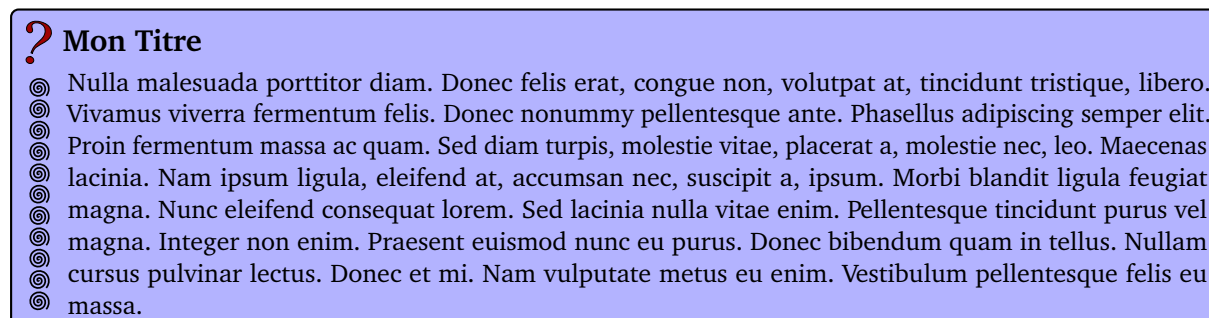 ? Mon Titre
Nulla malesuada porttitor diam. Donec felis erat, congue non, volutpat at, tincidunt tristique, libero.
Vivamus viverra fermentum felis. Donec nonummy pellentesque ante. Phasellus adipiscing semper elit.
Proin fermentum massa ac quam. Sed diam turpis, molestie vitae, placerat a, molestie nec, leo. Maecenas
lacinia. Nam ipsum ligula, eleifend at, accumsan nec, suscipit a, ipsum. Morbi blandit ligula feugiat
magna. Nunc eleifend consequat lorem. Sed lacinia nulla vitae enim. Pellentesque tincidunt purus vel
magna. Integer non enim. Praesent euismod nunc eu purus. Donec bibendum quam in tellus. Nullam
cursus pulvinar lectus. Donec et mi. Nam vulputate metus eu enim. Vestibulum pellentesque felis eu
massa.